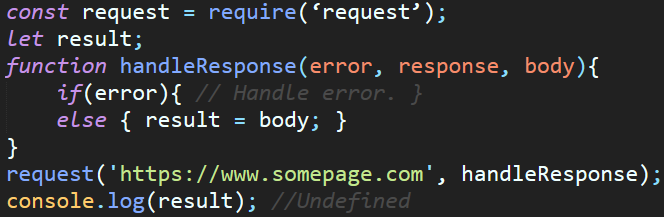 const request = require(‘request’);
let result;
function handleResponse(error, response, body){
    if(error){ // Handle error. }
    else { result = body; }
}
request('https://www.somepage.com', handleResponse);
console.log(result); //Undefined